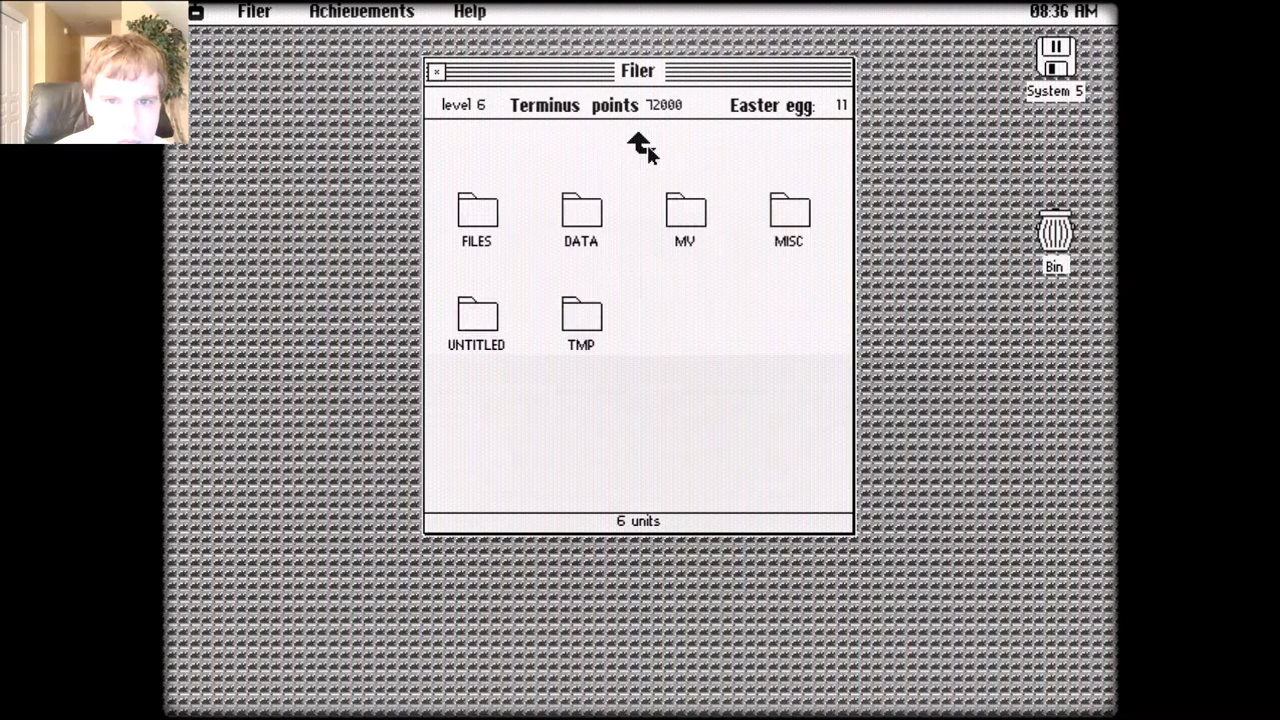 Filer Achievements Help 08:36 AM
Filer
level 6 Terminus points 72000 Easter egg: 11
System 5
FILES DATA MV MISC
Bin
UNTITLED TMP
6 units